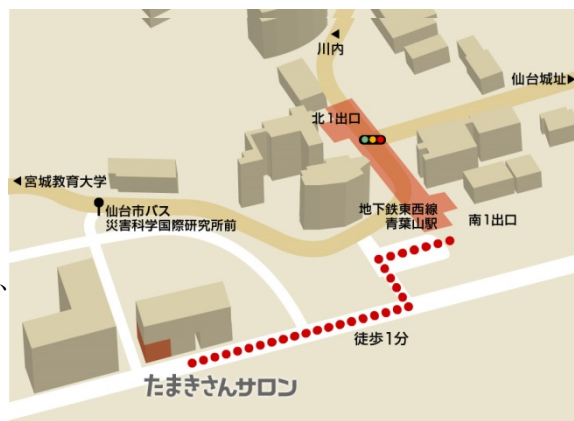 ◀
川内
仙台城址▶
北1出口
◀宮城教育大学
仙台市バス
災害科学国際研究所前
地下鉄東西線
青葉山駅
南1出口
、
徒歩1分
たまきさんサロン